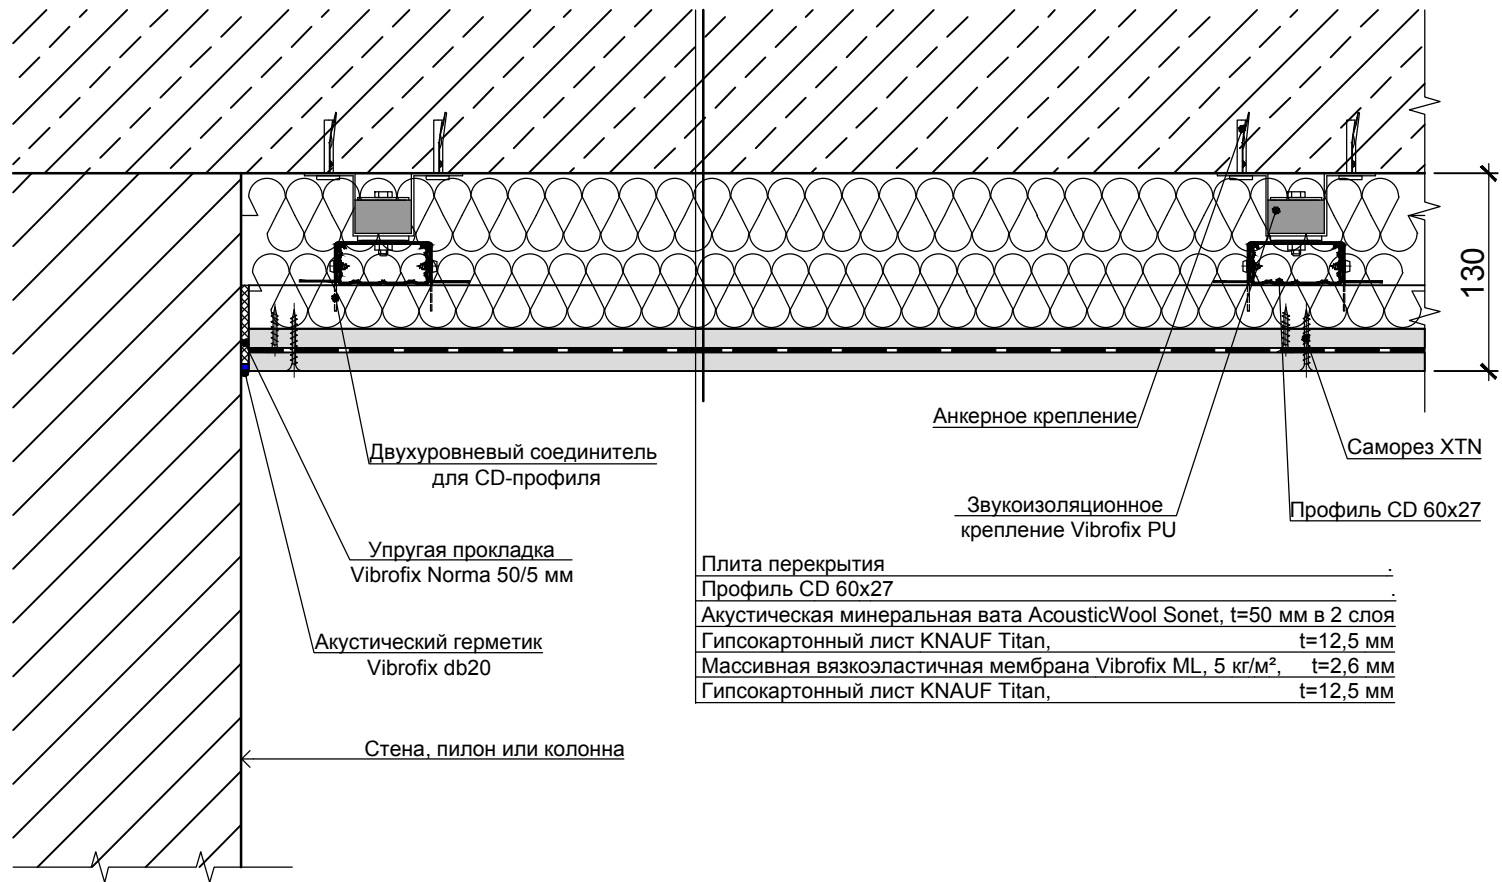 130
Анкерное крепление
Двухуровневый соединитель
для CD-профиля
Саморез XTN
Звукоизоляционное
крепление Vibrofix PU
Профиль CD 60x27
Упругая прокладка
Vibrofix Norma 50/5 мм
Плита перекрытия .
Профиль CD 60x27 .
Акустическая минеральная вата AcousticWool Sonet, t=50 мм в 2 слоя
Гипсокартонный лист KNAUF Titan, t=12,5 мм
Массивная вязкоэластичная мембрана Vibrofix ML, 5 кг/м², t=2,6 мм
Гипсокартонный лист KNAUF Titan, t=12,5 мм
Акустический герметик
Vibrofix db20
Стена, пилон или колонна